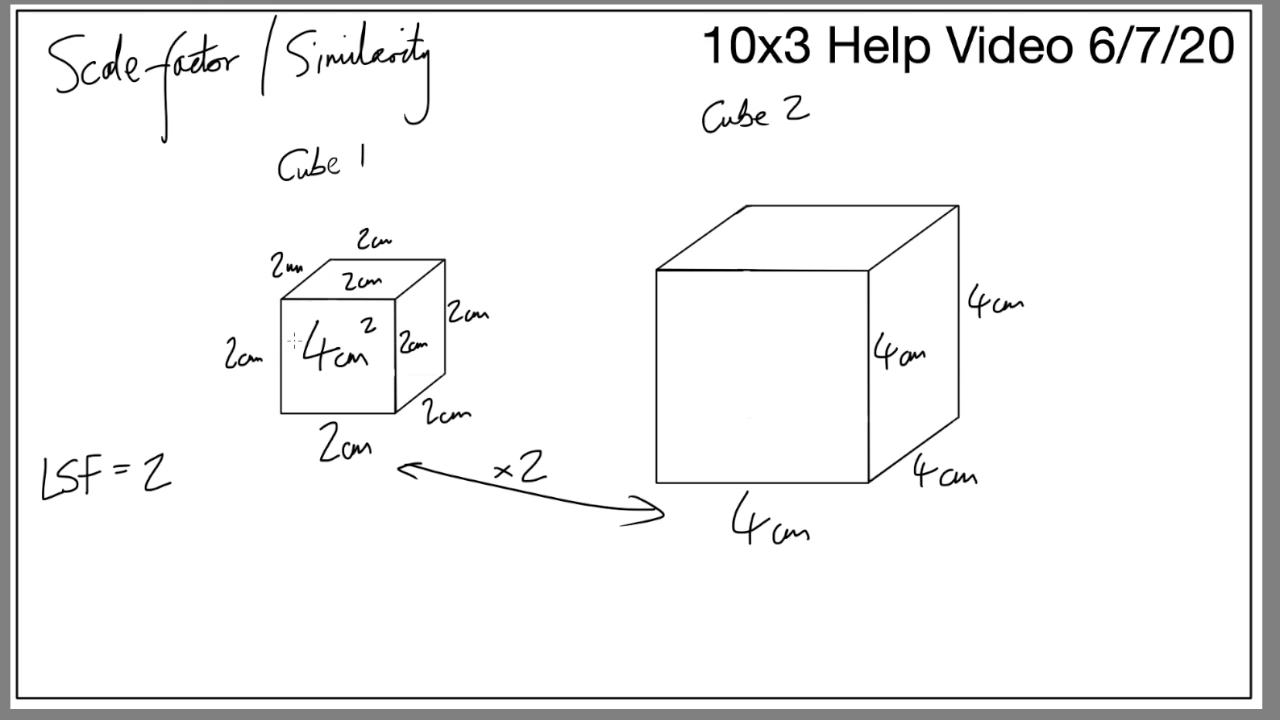 Scale factor / Similarity
10x3 Help Video 6/7/20
Cube 1
Cube 2
2cm
2cm
2cm
2cm
2cm
4cm²
2cm
2cm
2cm
4cm
4cm
4cm
4cm
LSF = 2
×2